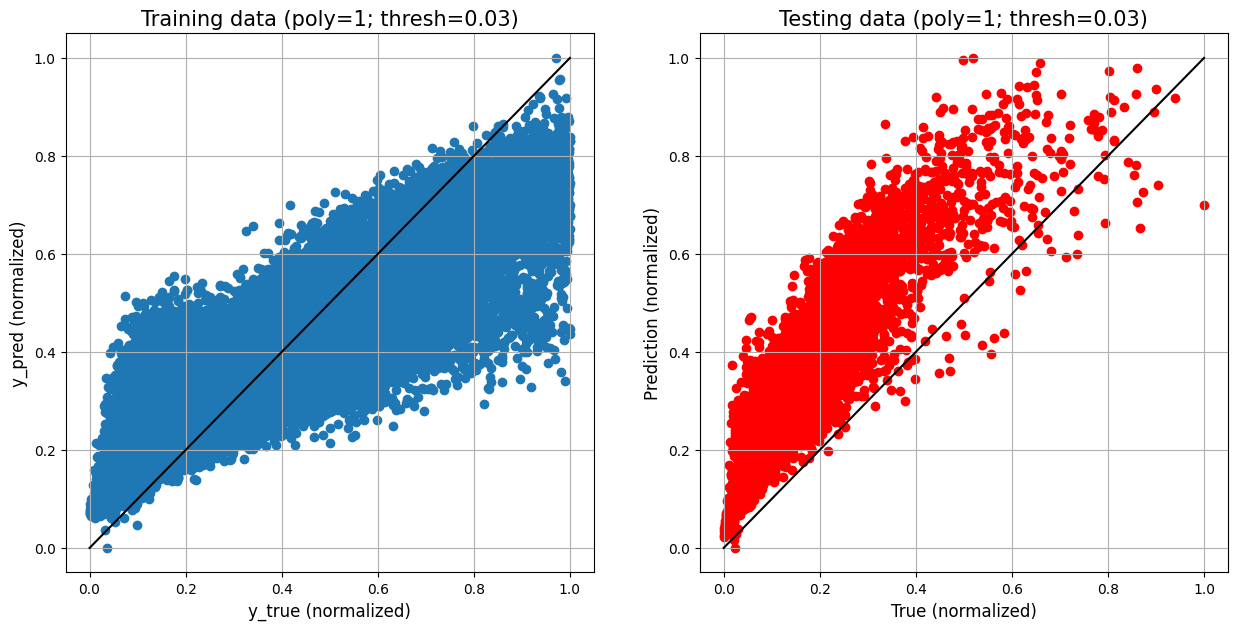 Training data (poly=1; thresh=0.03)
1.0
0.8
0.6
0.4
0.2
0.0
y_pred (normalized)
0.0 0.2 0.4 0.6 0.8 1.0
y_true (normalized)
Testing data (poly=1; thresh=0.03)
1.0
0.8
0.6
0.4
0.2
0.0
Prediction (normalized)
0.0 0.2 0.4 0.6 0.8 1.0
True (normalized)